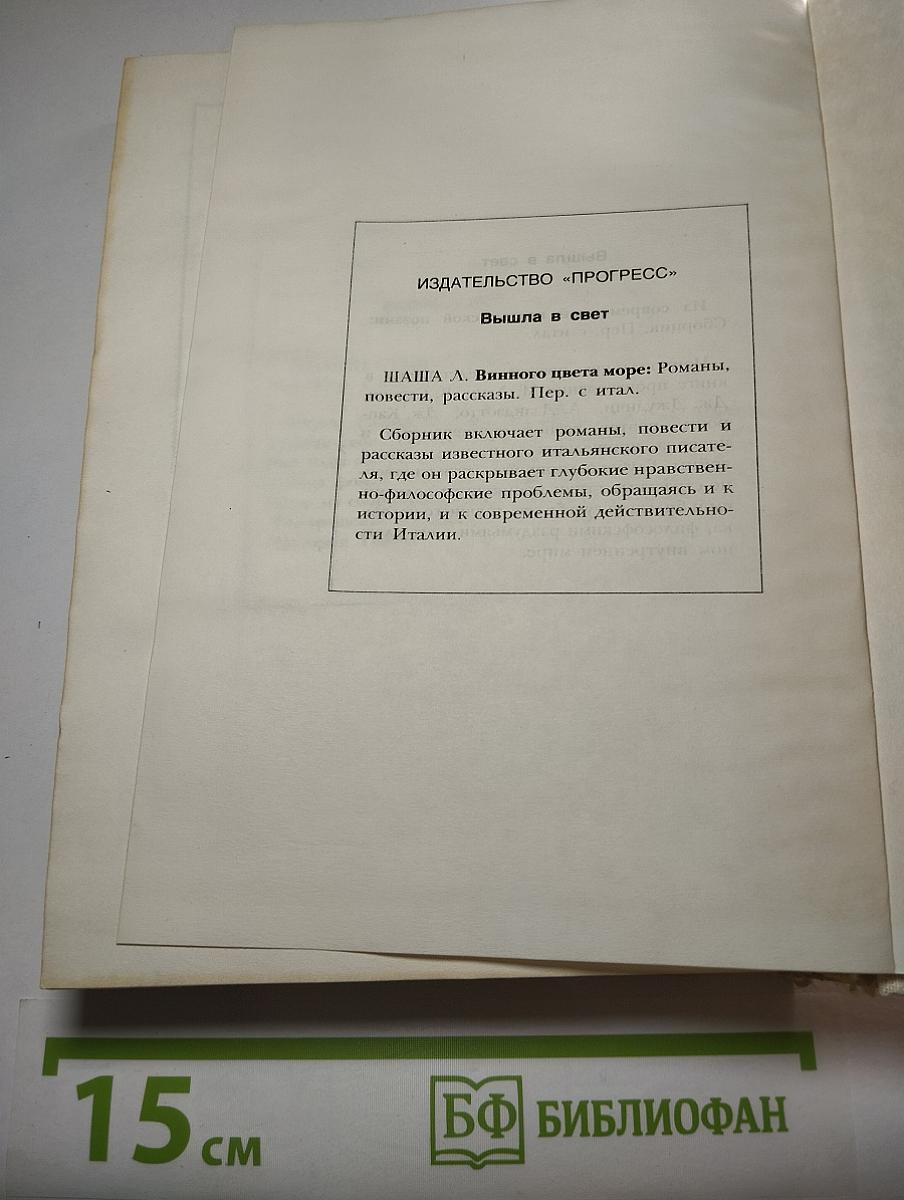 ИЗДАТЕЛЬСТВО «ПРОГРЕСС»
Вышла в свет
ШАША Л. Винного цвета море: Романы,
повести, рассказы. Пер. с итал.
Сборник включает романы, повести и
рассказы известного итальянского писате-
ля, где он раскрывает глубокие нравствен-
но-философские проблемы, обращаясь и к
истории, и к современной действительно-
сти Италии.
15 см
БФ БИБЛИОФАН